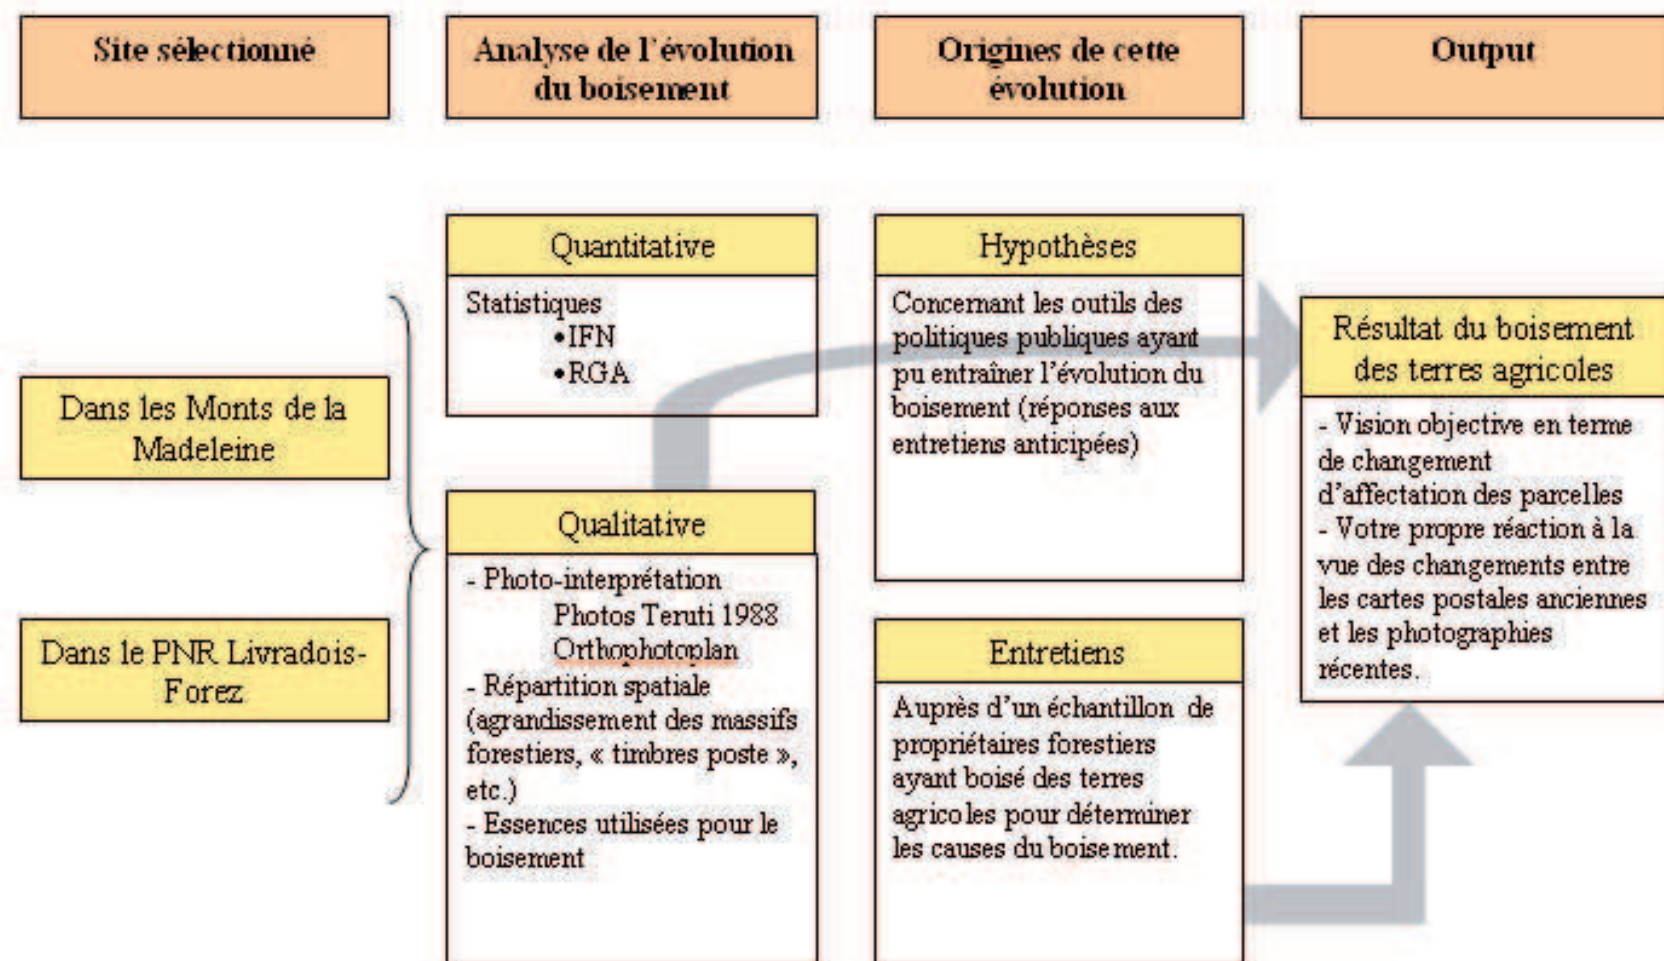 Site sélectionné
Analyse de l'évolution
du boisement
Origines de cette
évolution
Output
Dans les Monts de la
Madeleine
Dans le PNR Livradois-
Forez
Quantitative
Statistiques
•IFN
•RGA
Qualitative
- Photo-interprétation
Photos Teruti 1988
Orthophotoplan
- Répartition spatiale
(agrandissement des massifs
forestiers, « timbres poste »,
etc.)
- Essences utilisées pour le
boisement
Hypothèses
Concernant les outils des
politiques publiques ayant
pu entraîner l'évolution du
boisement (réponses aux
entretiens anticipées)
Entretiens
Auprès d'un échantillon de
propriétaires forestiers
ayant boisé des terres
agricoles pour déterminer
les causes du boisement.
Résultat du boisement
des terres agricoles
- Vision objective en terme
de changement
d'affectation des parcelles
- Votre propre réaction à la
vue des changements entre
les cartes postales anciennes
et les photographies
récentes.